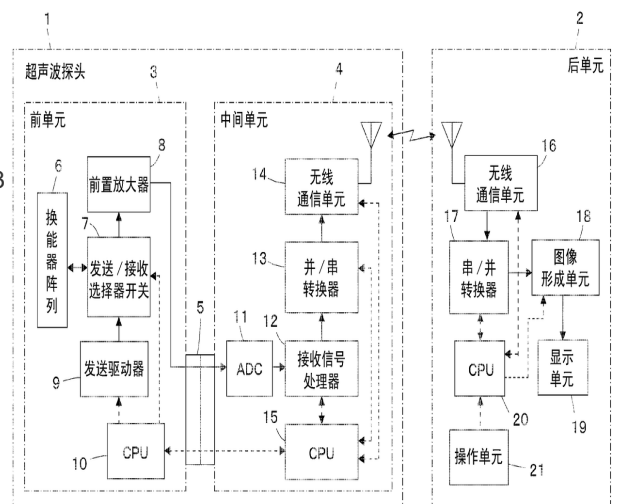 1
2
超声波探头
3
4
后单元
前单元
中间单元
8
6
前置放大器
14
无线
通信单元
16
无线
通信单元
7
换
能
器
阵
列
发送/接收
选择器开关
13
并/串
转换器
17
串/并
转换器
18
图像
形成单元
5
11
12
9
发送驱动器
ADC
接收信号
处理器
CPU
20
显示
单元
19
15
10
CPU
CPU
操作单元
21